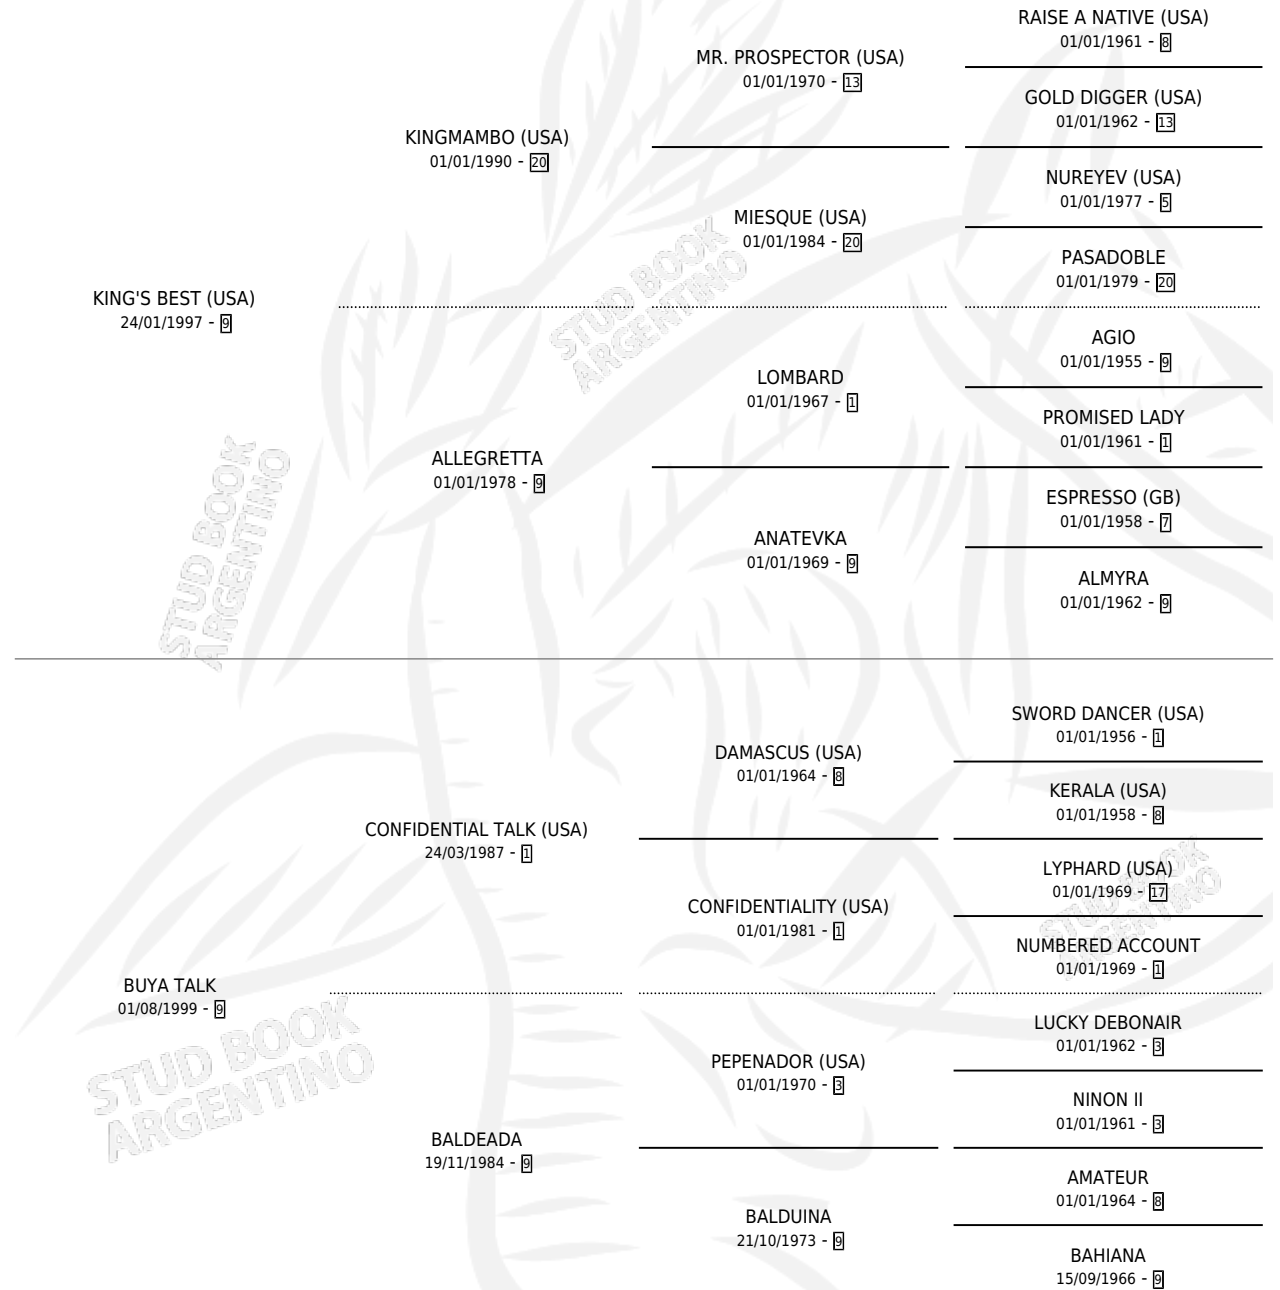 RAISE A NATIVE (USA)
01/01/1961 - 8
MR. PROSPECTOR (USA)
01/01/1970 - 13
GOLD DIGGER (USA)
01/01/1962 - 13
KINGMAMBO (USA)
01/01/1990 - 20
NUREYEV (USA)
01/01/1977 - 5
MIESQUE (USA)
01/01/1984 - 20
PASADOBLE
01/01/1979 - 20
KING'S BEST (USA)
24/01/1997 - 9
AGIO
01/01/1955 - 9
LOMBARD
01/01/1967 - 1
PROMISED LADY
01/01/1961 - 1
ALLEGRETTA
01/01/1978 - 9
ESPRESSO (GB)
01/01/1958 - 7
ANATEVKA
01/01/1969 - 9
ALMYRA
01/01/1962 - 9
SWORD DANCER (USA)
01/01/1956 - 1
DAMASCUS (USA)
01/01/1964 - 8
KERALA (USA)
01/01/1958 - 8
CONFIDENTIAL TALK (USA)
24/03/1987 - 1
LYPHARD (USA)
01/01/1969 - 17
CONFIDENTIALITY (USA)
01/01/1981 - 1
NUMBERED ACCOUNT
01/01/1969 - 1
BUYA TALK
01/08/1999 - 9
LUCKY DEBONAIR
01/01/1962 - 3
PEPENADOR (USA)
01/01/1970 - 3
NINON II
01/01/1961 - 3
BALDEADA
19/11/1984 - 9
AMATEUR
01/01/1964 - 8
BALDUINA
21/10/1973 - 9
BAHIANA
15/09/1966 - 9
STUD BOOK
ARGENTINO
STUD BOOK
ARGENTINO
STUD BOOK
ARGENTINO
STUD BOOK
ARGENTINO